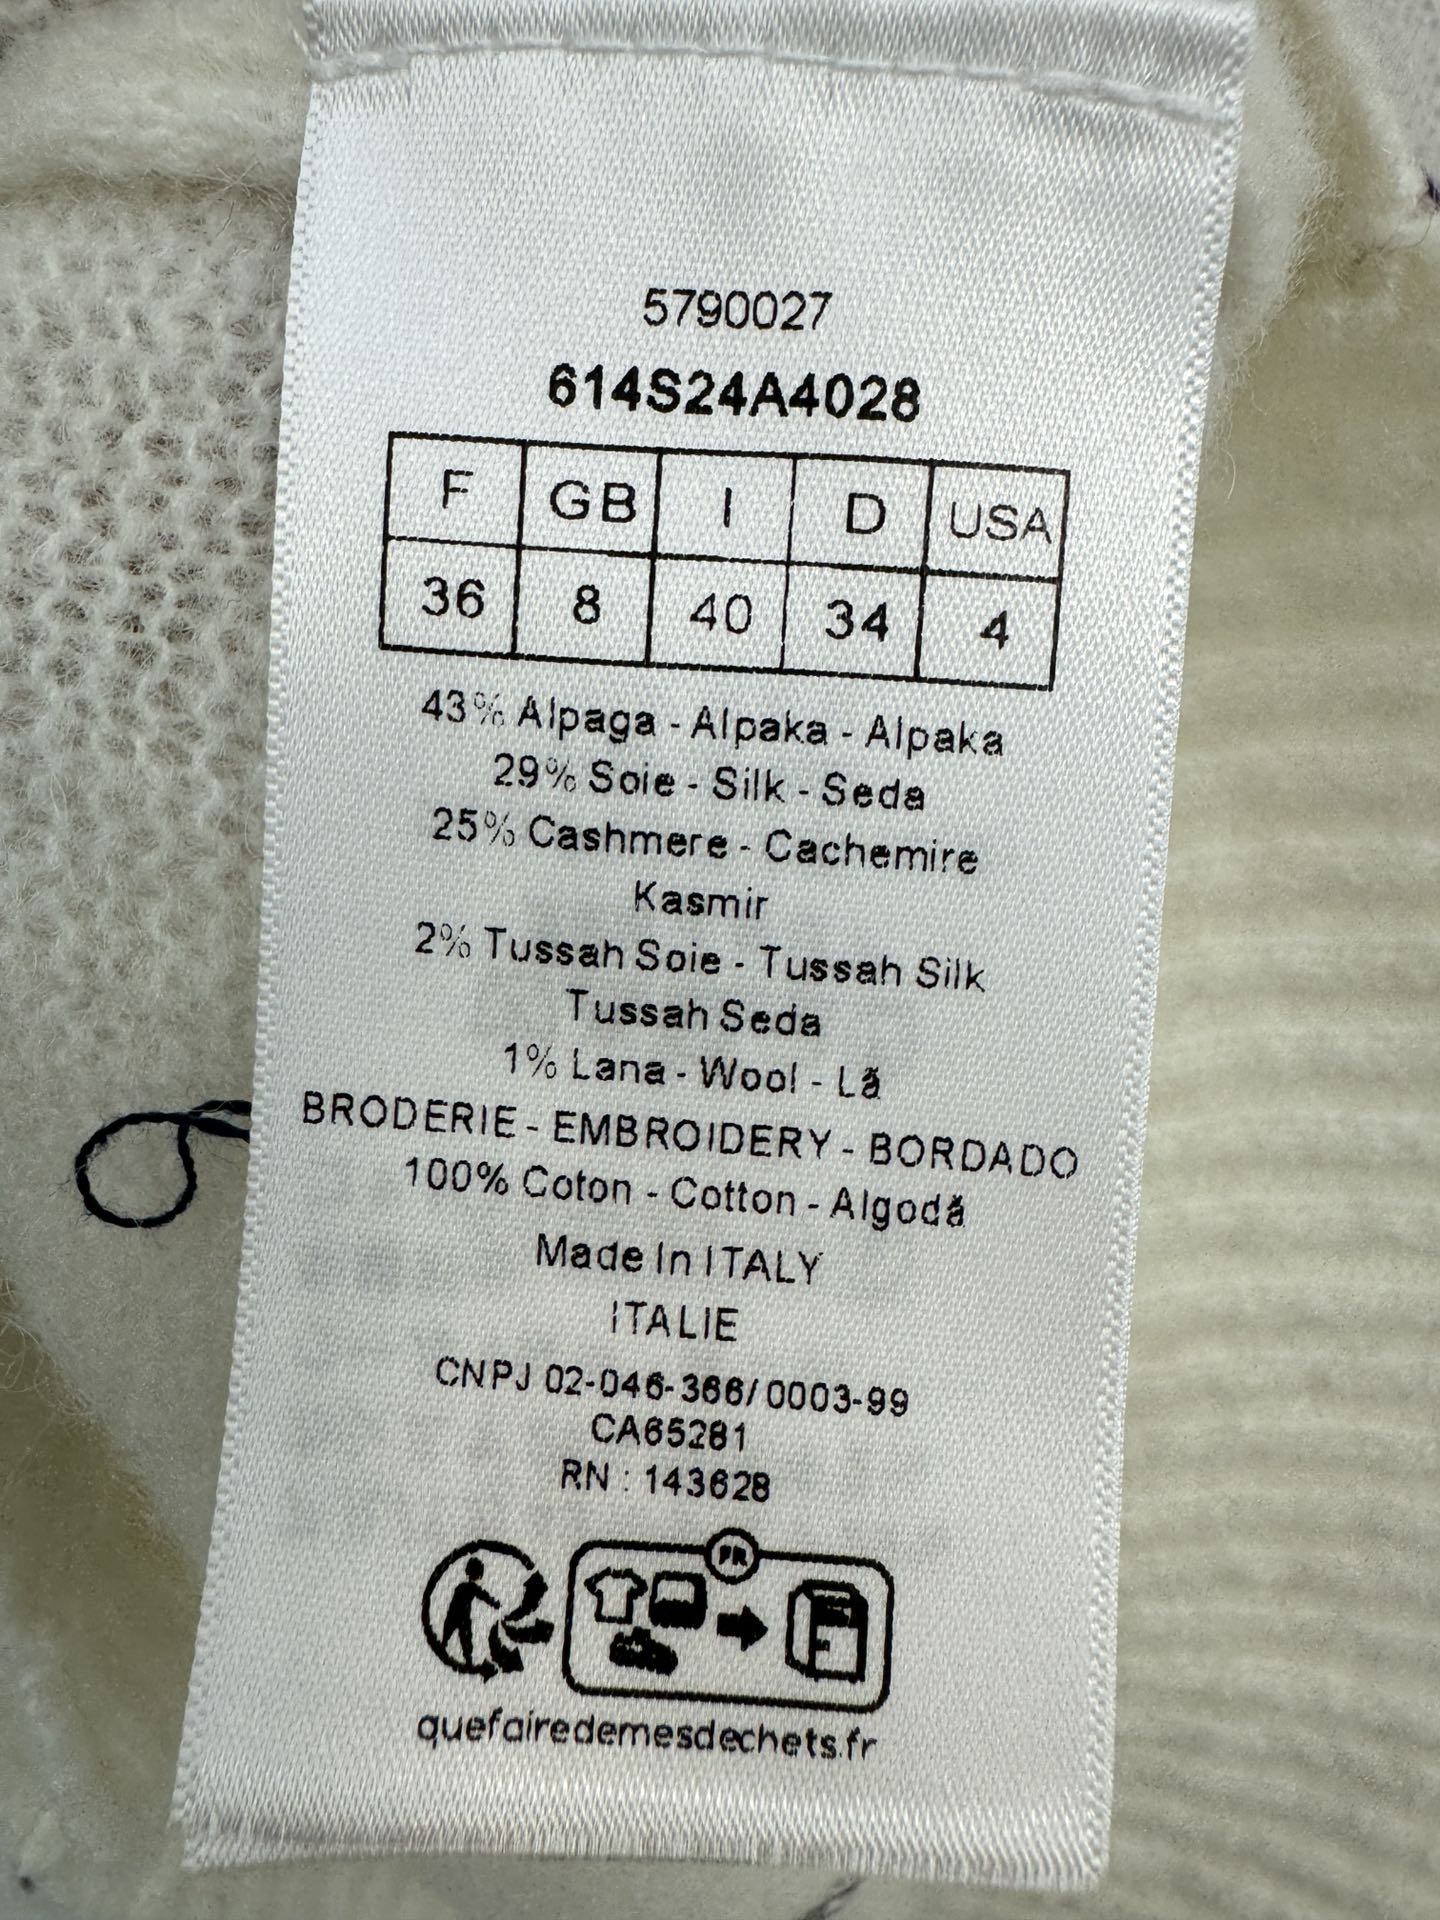 5790027
614S24A4028
F GB I D USA
36 8 40 34 4
43% Alpaga - Alpaka - Alpaka
29% Soie - Silk - Seda
25% Cashmere - Cachemire
Kasmir
2% Tussah Soie - Tussah Silk
Tussah Seda
1% Lana - Wool - Lã
BRODERIE - EMBROIDERY - BORDADO
100% Coton - Cotton - Algodã
Made In ITALY
ITALIE
CNPJ 02-046-366/0003-99
CA65281
RN : 143628
FR
quefairedemesdechets.fr